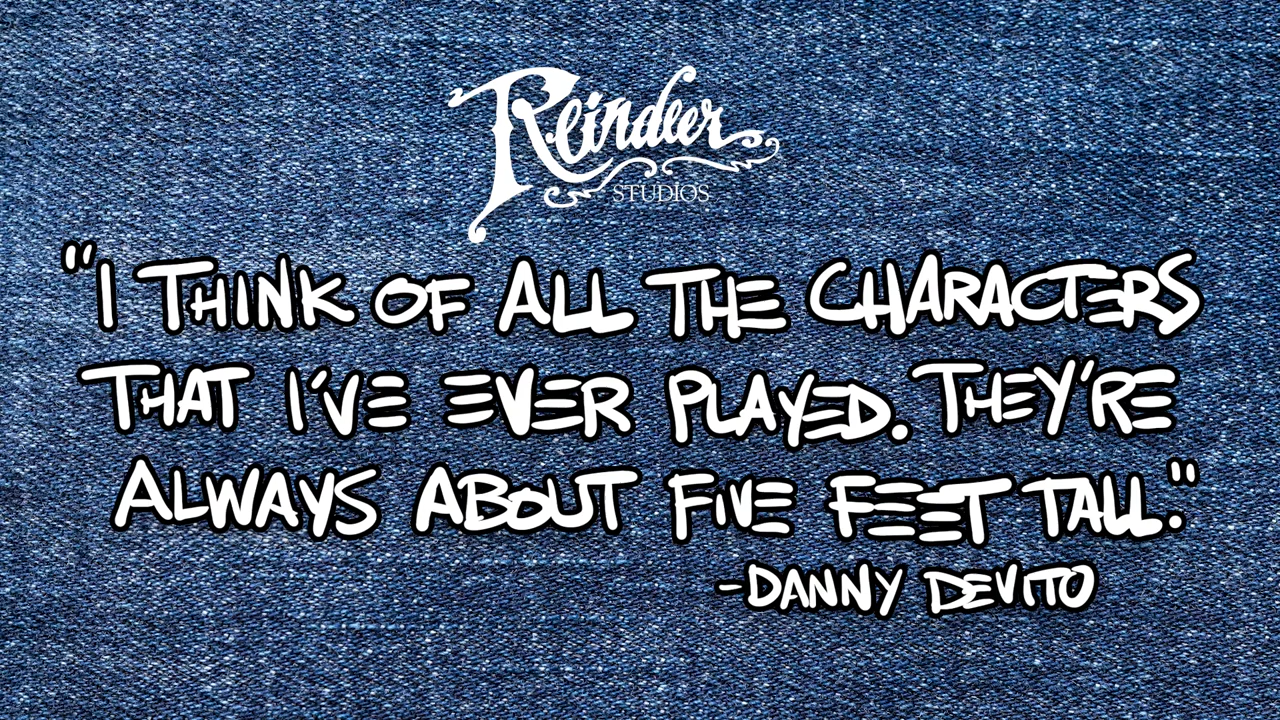 Reindeer
STUDIOS
"I THINK OF ALL THE CHARACTERS
THAT I'VE EVER PLAYED. THEY'RE
ALWAYS ABOUT FIVE FEET TALL."
-DANNY DEVITO